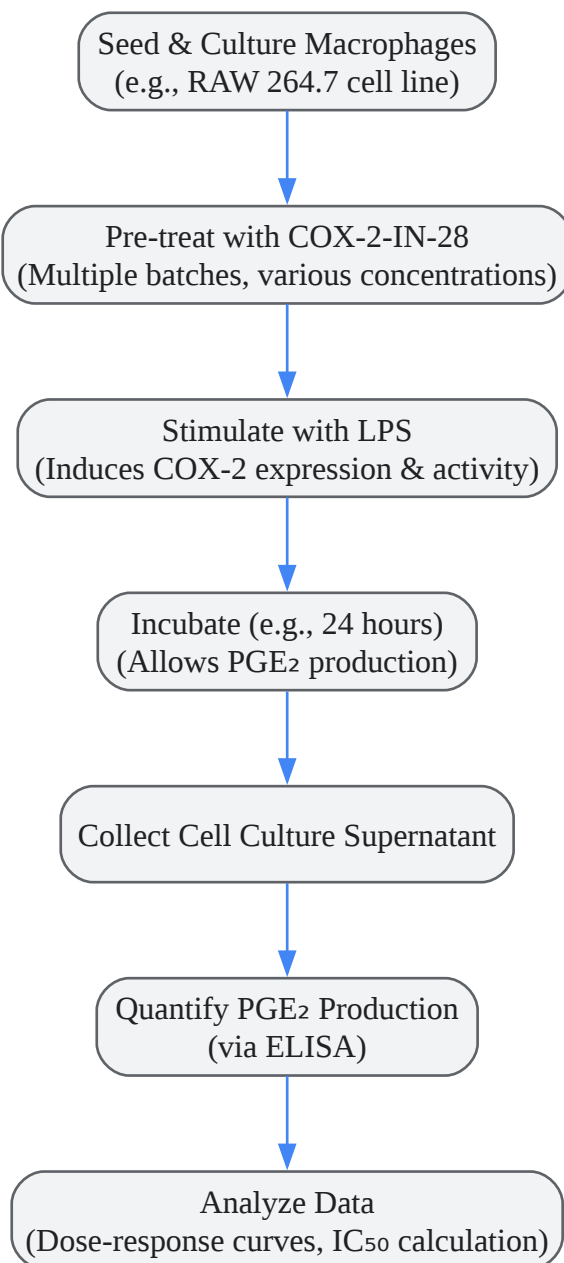 Seed & Culture Macrophages
(e.g., RAW 264.7 cell line)
Pre-treat with COX-2-IN-28
(Multiple batches, various concentrations)
Stimulate with LPS
(Induces COX-2 expression & activity)
Incubate (e.g., 24 hours)
(Allows PGE₂ production)
Collect Cell Culture Supernatant
Quantify PGE₂ Production
(via ELISA)
Analyze Data
(Dose-response curves, IC₅₀ calculation)